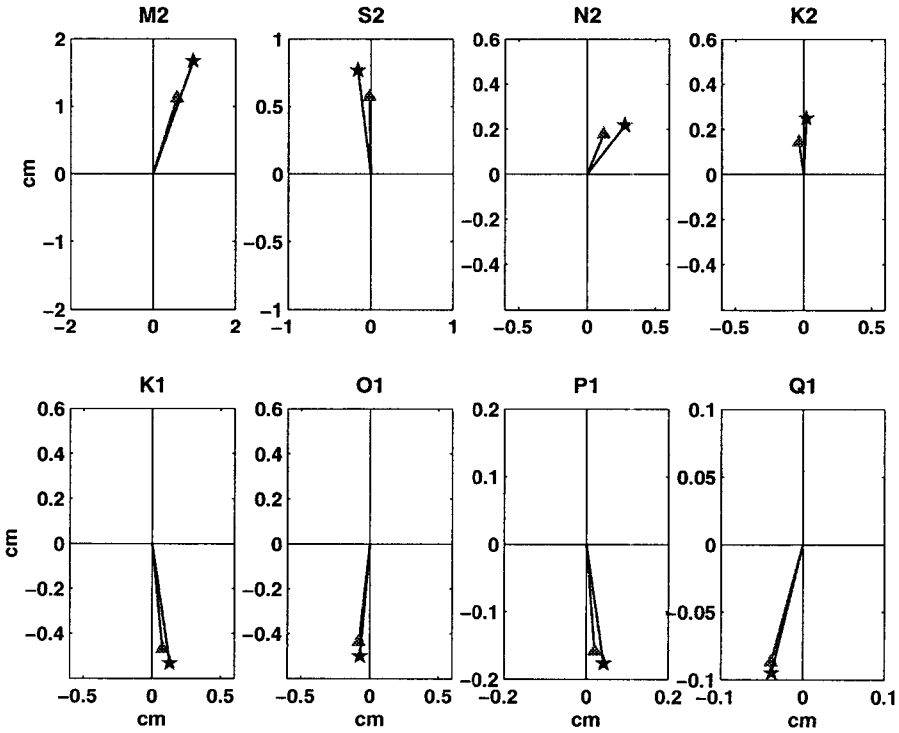 M2 S2 N2 K2
2 1 0.6 0.6
1 0.5 0.4 0.4
0.2 0.2
cm 0 0 0 0
−0.2 −0.2
−1 −0.5 −0.4 −0.4
−2 −1
−2 0 2 −1 0 1 −0.5 0 0.5 −0.5 0 0.5
K1 O1 P1 Q1
0.6 0.6 0.2 0.1
0.4 0.4 0.1 0.05
0.2 0.2
cm 0 0 0 0
−0.2 −0.2 −0.1 −0.05
−0.4 −0.4
−0.2 −0.1
−0.5 0 0.5 −0.5 0 0.5 −0.2 0 0.2 −0.1 0 0.1
cm cm cm cm